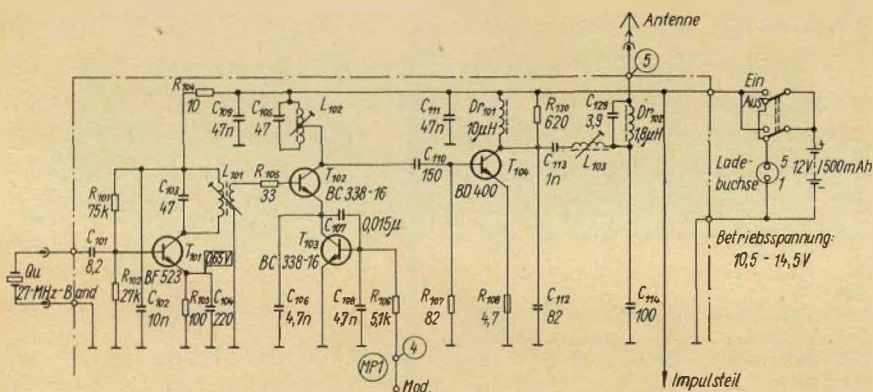 Antenne
5
Ein
Aus
R104
10
C109
47n
C105
47
L102
C111
47n
Dr101
10µH
R130
620
C129
3,9
Dr102
1,8µH
C113
1n
L103
Lade-
buchse
5
1
+
12V/500mAh
-
Betriebsspannung:
10,5 - 14,5V
L101
R105
33
T102
BC 338-16
C110
150
T104
BD 400
R101
75k
C103
47
C101
8,2
T101
BF 523
0,65V
C107
0,015µ
T103
BC 338-16
Qu
27-MHz-Band
R102
27k
C102
10n
R103
100
C104
220
C106
4,7n
C108
4,7n
R106
5,1k
R107
82
R108
4,7
C112
82
C114
100
4
MP1
Mod.
Impulsteil